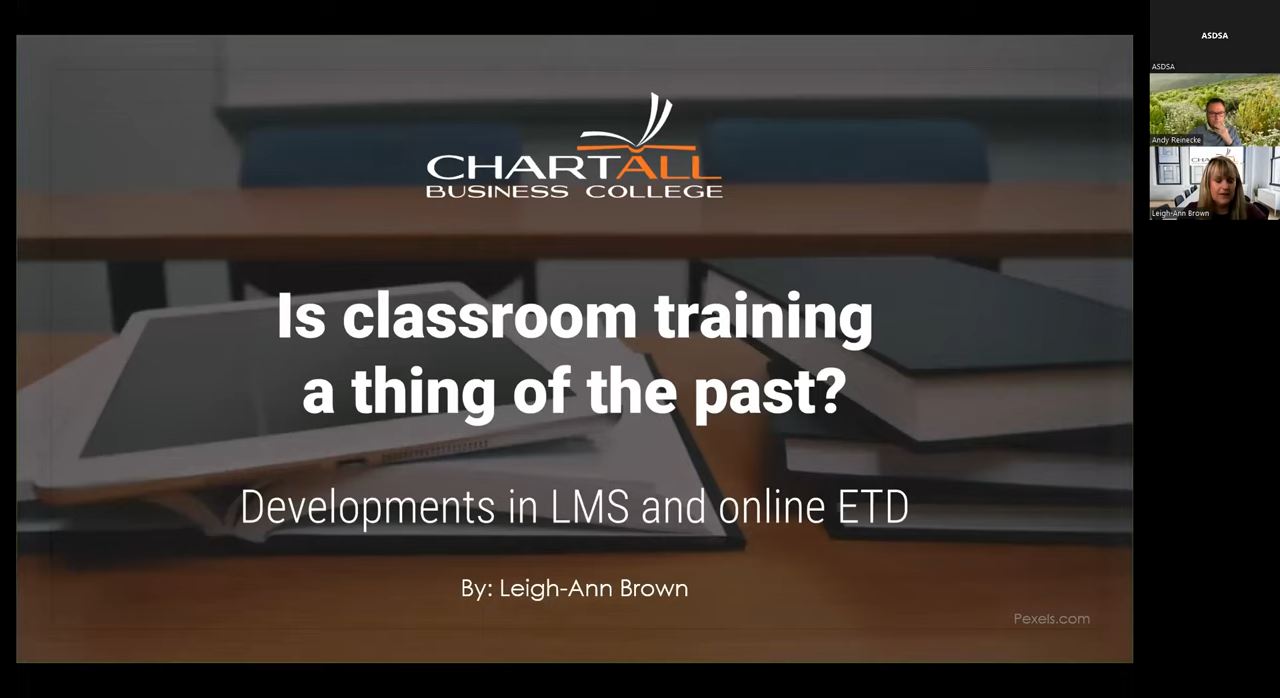 CHARTALL
BUSINESS COLLEGE
Is classroom training
a thing of the past?
Developments in LMS and online ETD
By: Leigh-Ann Brown
Pexels.com
ASDSA
ASDSA
Andy Reinecke
Leigh-Ann Brown